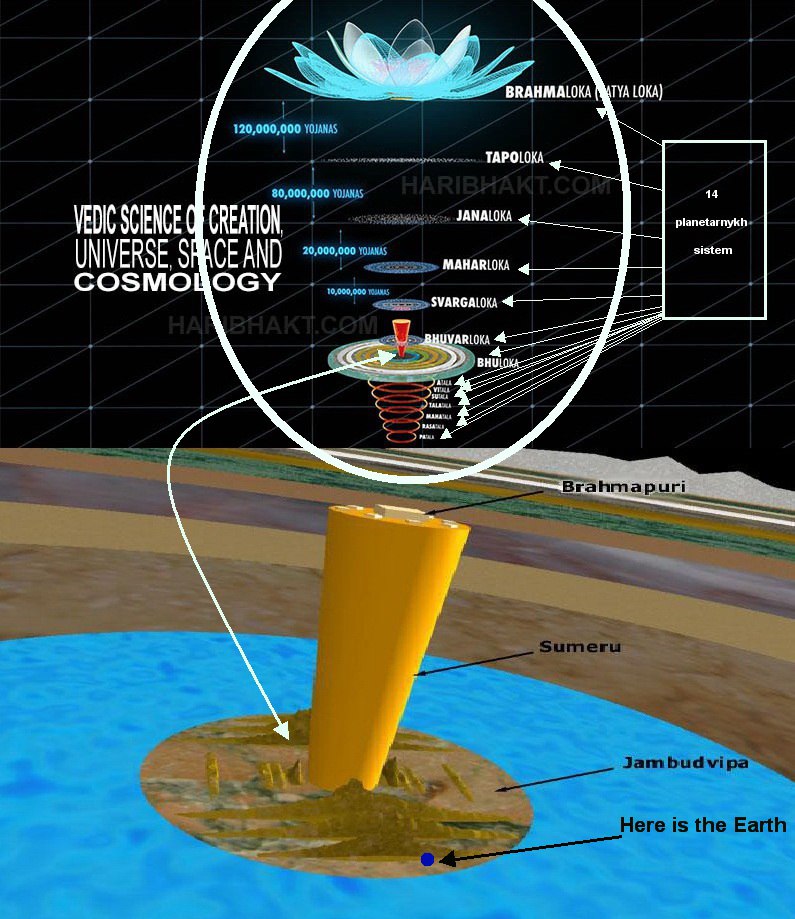 BRAHMALOKA (SATYA LOKA)
120,000,000 YOJANAS
TAPOLOKA
HARIBHAKT.COM
80,000,000 YOJANAS
14
planetarnykh
sistem
VEDIC SCIENCE OF CREATION,
UNIVERSE, SPACE AND
COSMOLOGY
JANALOKA
20,000,000 YOJANAS
MAHARLOKA
10,000,000 YOJANAS
SVARGALOKA
HARIBHAKT.COM
BHUVARLOKA
BHULOKA
ATALA
VITALA
SUTALA
TALATALA
MAHATALA
RASATALA
PATALA
Brahmapuri
Sumeru
Jambudvipa
Here is the Earth